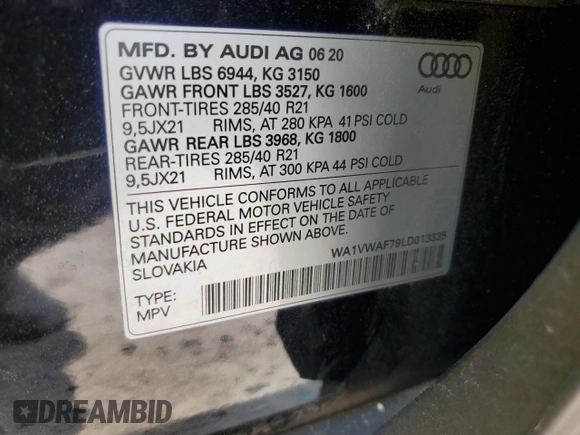 MFD. BY AUDI AG 06 20
GVWR LBS 6944, KG 3150
GAWR FRONT LBS 3527, KG 1600
FRONT-TIRES 285/40 R21
9,5JX21 RIMS, AT 280 KPA 41 PSI COLD
GAWR REAR LBS 3968, KG 1800
REAR-TIRES 285/40 R21
9,5JX21 RIMS, AT 300 KPA 44 PSI COLD
Audi
THIS VEHICLE CONFORMS TO ALL APPLICABLE
U.S. FEDERAL MOTOR VEHICLE SAFETY
STANDARDS IN EFFECT ON THE DATE OF
MANUFACTURE SHOWN ABOVE.
SLOVAKIA
WA1VWAF79LD013335
TYPE:
MPV
DREAMBID